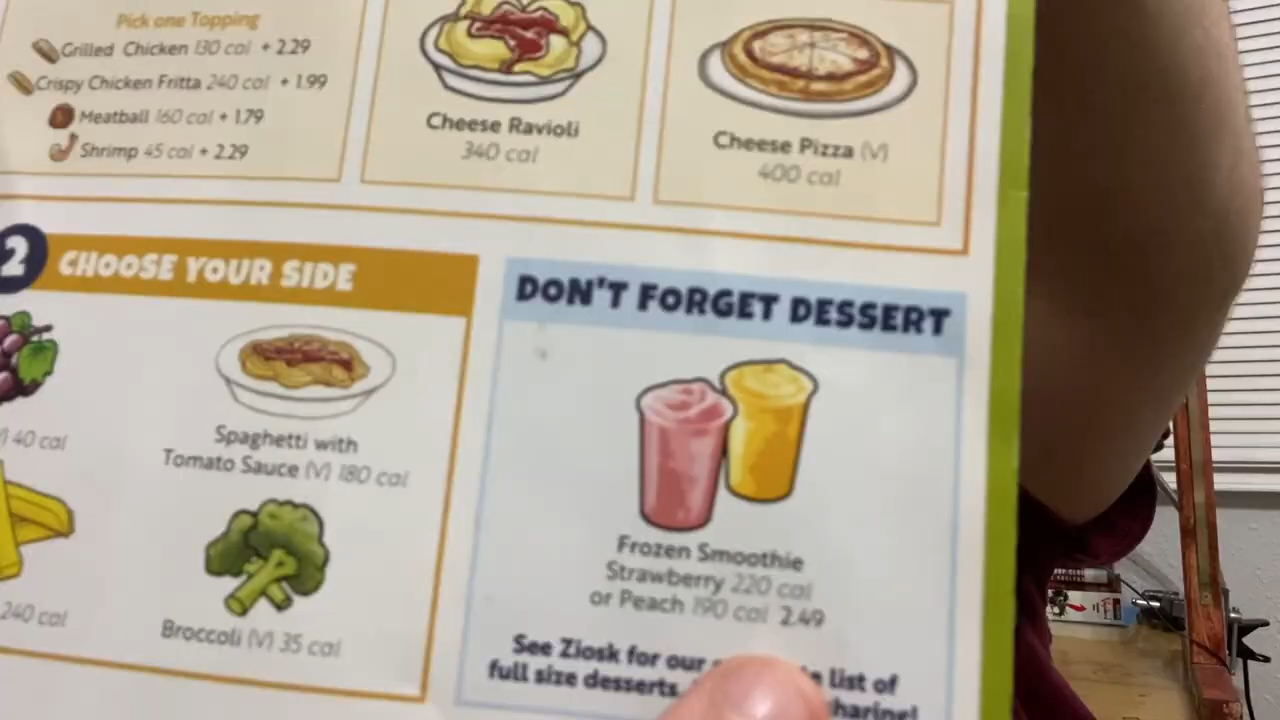 Pick one Topping
Grilled Chicken 130 cal + 2.29
Crispy Chicken Fritta 240 cal + 1.99
Meatball 160 cal + 1.79
Shrimp 45 cal + 2.29
Cheese Ravioli
340 cal
Cheese Pizza (V)
400 cal
2 CHOOSE YOUR SIDE
) 40 cal
Spaghetti with
Tomato Sauce (V) 180 cal
240 cal
Broccoli (V) 35 cal
DON'T FORGET DESSERT
Frozen Smoothie
Strawberry 220 cal
or Peach 190 cal 2.49
See Ziosk for our list of
full size desserts